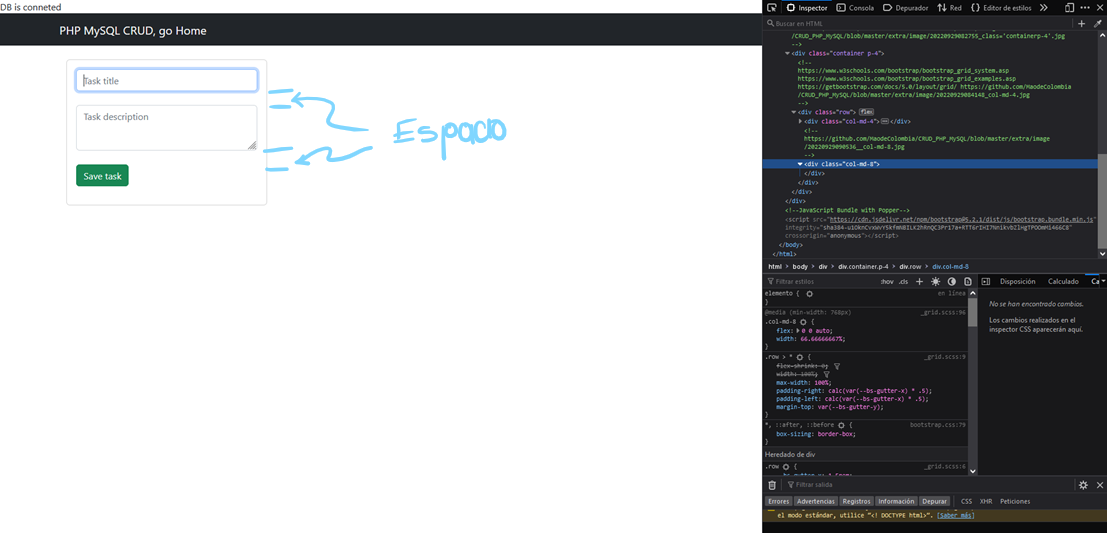 DB is conneted
PHP MySQL CRUD, go Home
Task title
Task description
Save task
Espacio
Inspector
Consola
Depurador
Red
Editor de estilos
Buscar en HTML
/CRUD_PHP_MySQL/blob/master/extra/image/20220929082755_class='containerp-4'.jpg
-->
<div class="container p-4">
<!--
https://www.w3schools.com/bootstrap/bootstrap_grid_system.asp
https://www.w3schools.com/bootstrap/bootstrap_grid_examples.asp
https://getbootstrap.com/docs/5.0/layout/grid/ https://github.com/MaodeColombia
/CRUD_PHP_MySQL/blob/master/extra/image/20220929084148_col-md-4.jpg
-->
<div class="row"> flex
<div class="col-md-4"> </div>
<!--
https://github.com/MaodeColombia/CRUD_PHP_MySQL/blob/master/extra/image
/20220929090536__col-md-8.jpg
-->
<div class="col-md-8">
</div>
</div>
</div>
<!--JavaScript Bundle with Popper-->
<script src="https://cdn.jsdelivr.net/npm/bootstrap@5.2.1/dist/js/bootstrap.bundle.min.js"
crossorigin="anonymous"></script>
</body>
</html>
html > body > div > div.container.p-4 > div.row > div.col-md-8
Filtrar estilos
:hov .cls
Disposición
Calculado
Ca
elemento { en línea
}
@media (min-width: 768px) _grid.scss:96
.col-md-8 {
flex: 0 0 auto;
width: 66.66666667%;
}
.row > * { _grid.scss:9
flex-shrink: 0;
width: 100%;
max-width: 100%;
padding-right: calc(var(--bs-gutter-x) * .5);
padding-left: calc(var(--bs-gutter-x) * .5);
margin-top: var(--bs-gutter-y);
}
*, ::after, ::before { bootstrap.css:79
box-sizing: border-box;
}
Heredado de div
.row { _grid.scss:6
No se han encontrado cambios.
Los cambios realizados en el
inspector CSS aparecerán aquí.
Filtrar salida
Errores
Advertencias
Registros
Información
Depurar
CSS
XHR
Peticiones
el modo estándar, utilice “<! DOCTYPE html>”. [Saber más]